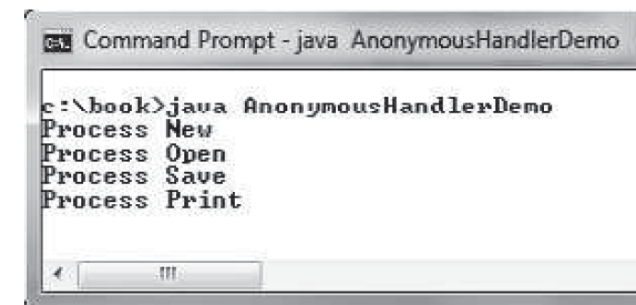 Command Prompt - java AnonymousHandlerDemo
c:\book>java AnonymousHandlerDemo
Process New
Process Open
Process Save
Process Print